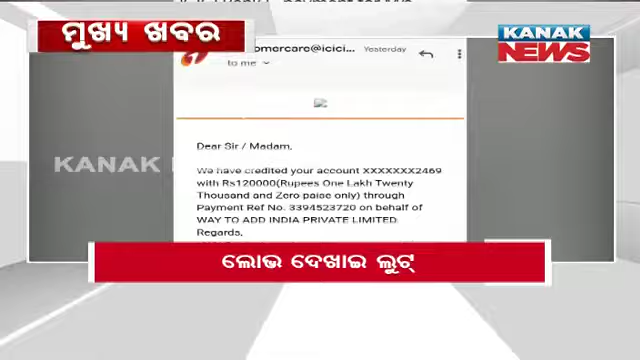 ମୁଖ୍ୟ ଖବର
KANAK
NEWS
omercare@icici...
Yesterday
to me
Dear Sir / Madam,
We have credited your account XXXXXXX2469
with Rs120000(Rupees One Lakh Twenty
Thousand and Zero paise only) through
Payment Ref No. 3394523720 on behalf of
WAY TO ADD INDIA PRIVATE LIMITED.
Regards,
KANAK
ଲୋଭ ଦେଖାଇ ଲୁଟ୍